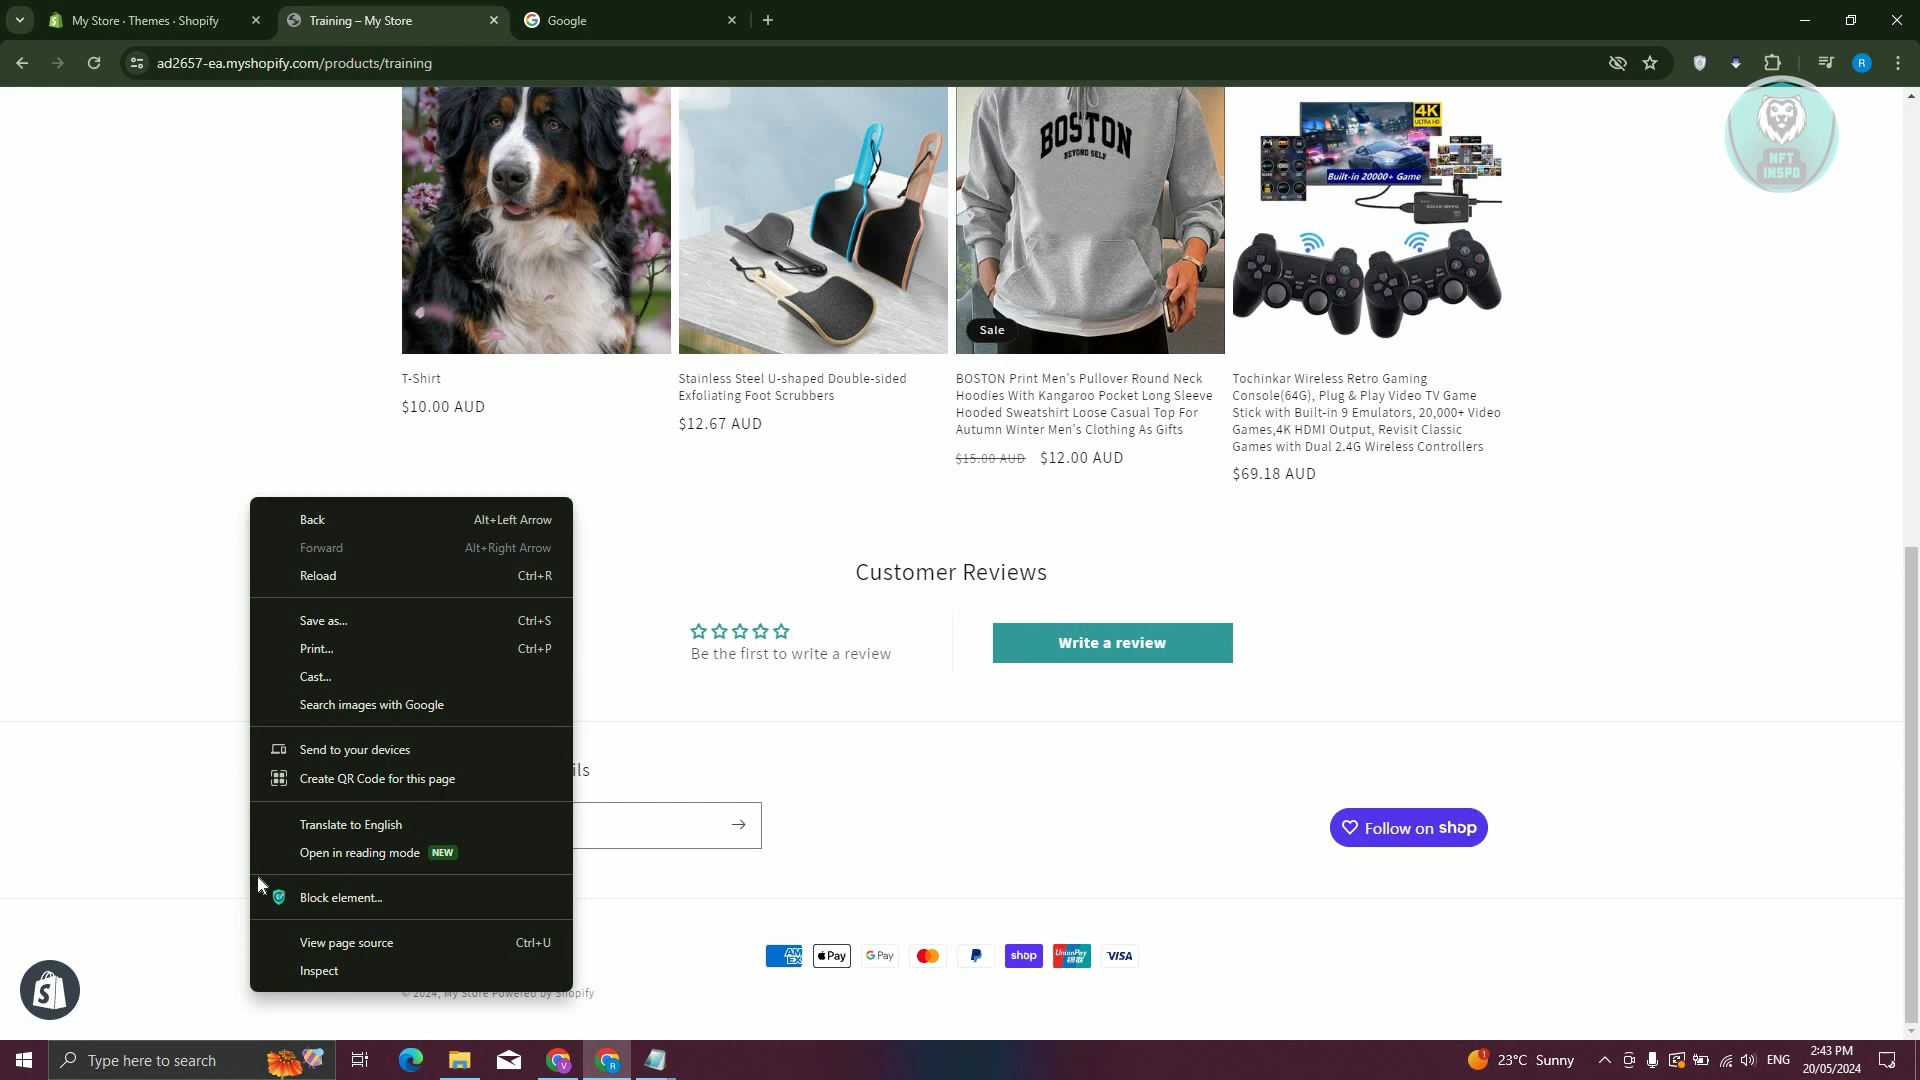 My Store · Themes · Shopify
Training – My Store
Google
ad2657-ea.myshopify.com/products/training
R
NFT
INSPO
BOSTON
BEYOND SELF
Sale
4K
ULTRA HD
Built-in 20000+ Game
T-Shirt
$10.00 AUD
Stainless Steel U-shaped Double-sided
Exfoliating Foot Scrubbers
$12.67 AUD
BOSTON Print Men's Pullover Round Neck
Hoodies With Kangaroo Pocket Long Sleeve
Hooded Sweatshirt Loose Casual Top For
Autumn Winter Men's Clothing As Gifts
$15.00 AUD $12.00 AUD
Tochinkar Wireless Retro Gaming
Console(64G), Plug & Play Video TV Game
Stick with Built-in 9 Emulators, 20,000+ Video
Games,4K HDMI Output, Revisit Classic
Games with Dual 2.4G Wireless Controllers
$69.18 AUD
Back Alt+Left Arrow
Forward Alt+Right Arrow
Reload Ctrl+R
Save as... Ctrl+S
Print... Ctrl+P
Cast...
Search images with Google
Send to your devices
Create QR Code for this page
Translate to English
Open in reading mode NEW
Block element...
View page source Ctrl+U
Inspect
Customer Reviews
Be the first to write a review
Write a review
ils
Follow on shop
AM
EX
Pay
G Pay
shop
UnionPay
银联
VISA
© 2024, My Store Powered by Shopify
Type here to search
V
R
23°C Sunny
ENG
2:43 PM
20/05/2024